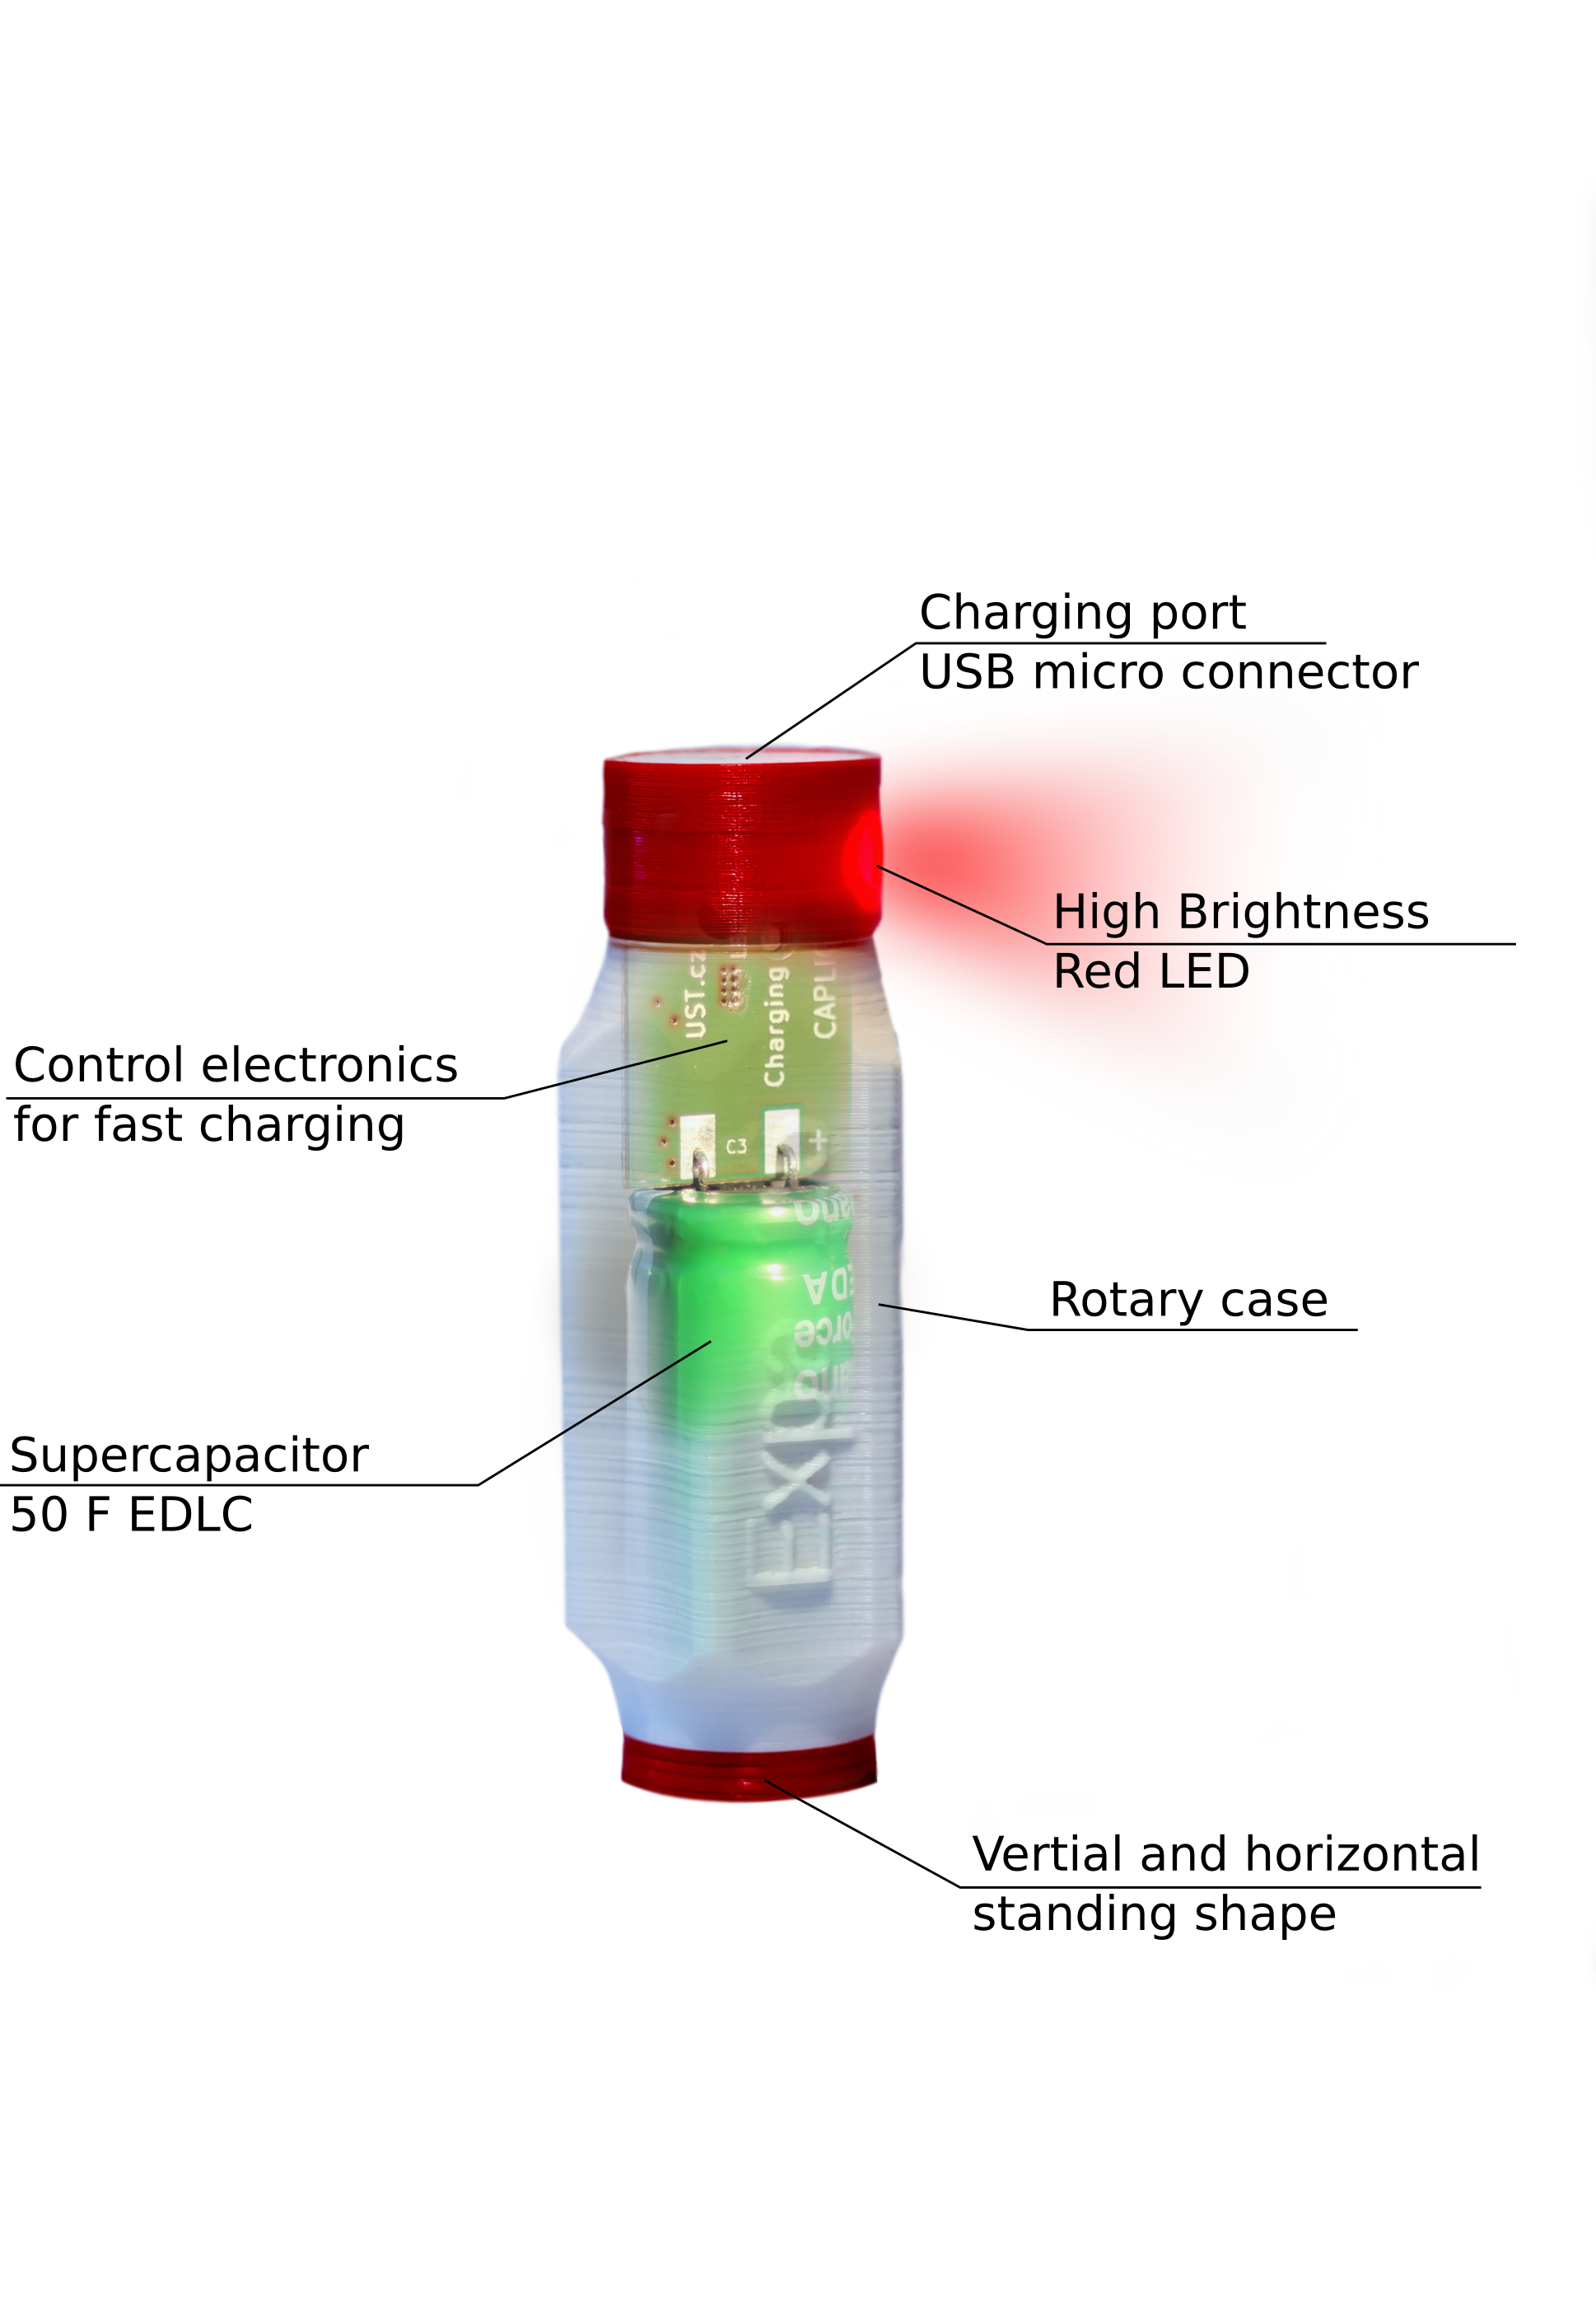 Charging port
USB micro connector
High Brightness
Red LED
Control electronics
for fast charging
UST.cz
Charging
C3
+
Rotary case
Supercapacitor
50 F EDLC
Vertial and horizontal
standing shape